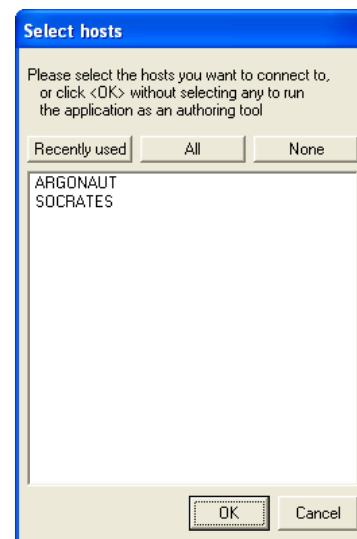 Select hosts
Please select the hosts you want to connect to,
or click <OK> without selecting any to run
the application as an authoring tool
Recently used All None
ARGONAUT
SOCRATES
OK Cancel